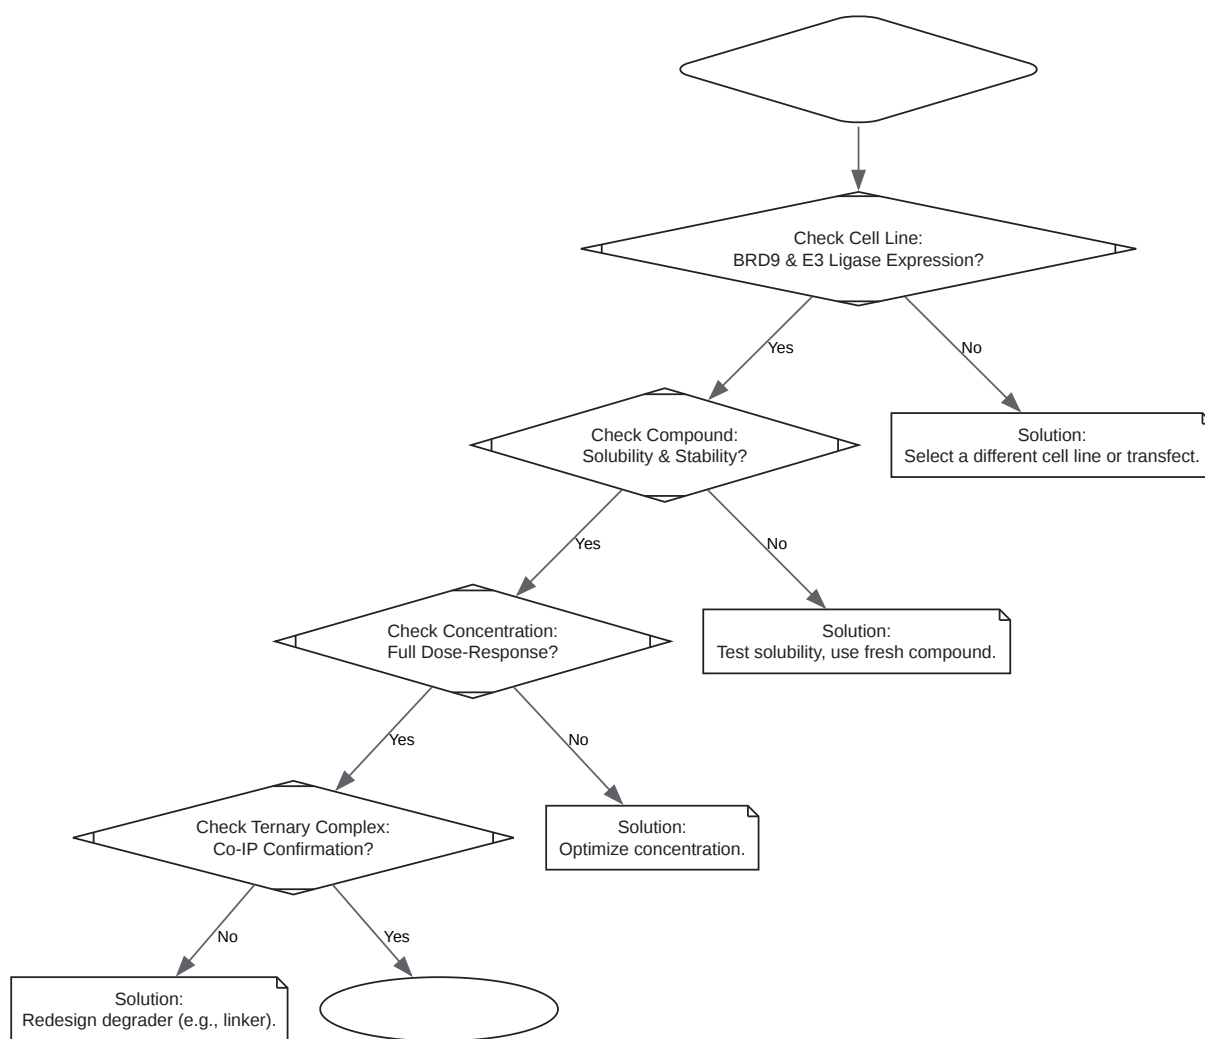 Check Cell Line:
BRD9 & E3 Ligase Expression?
Yes
No
Check Compound:
Solubility & Stability?
Solution:
Select a different cell line or transfect.
Yes
No
Check Concentration:
Full Dose-Response?
Solution:
Test solubility, use fresh compound.
Yes
No
Check Ternary Complex:
Co-IP Confirmation?
Solution:
Optimize concentration.
No
Yes
Solution:
Redesign degrader (e.g., linker).